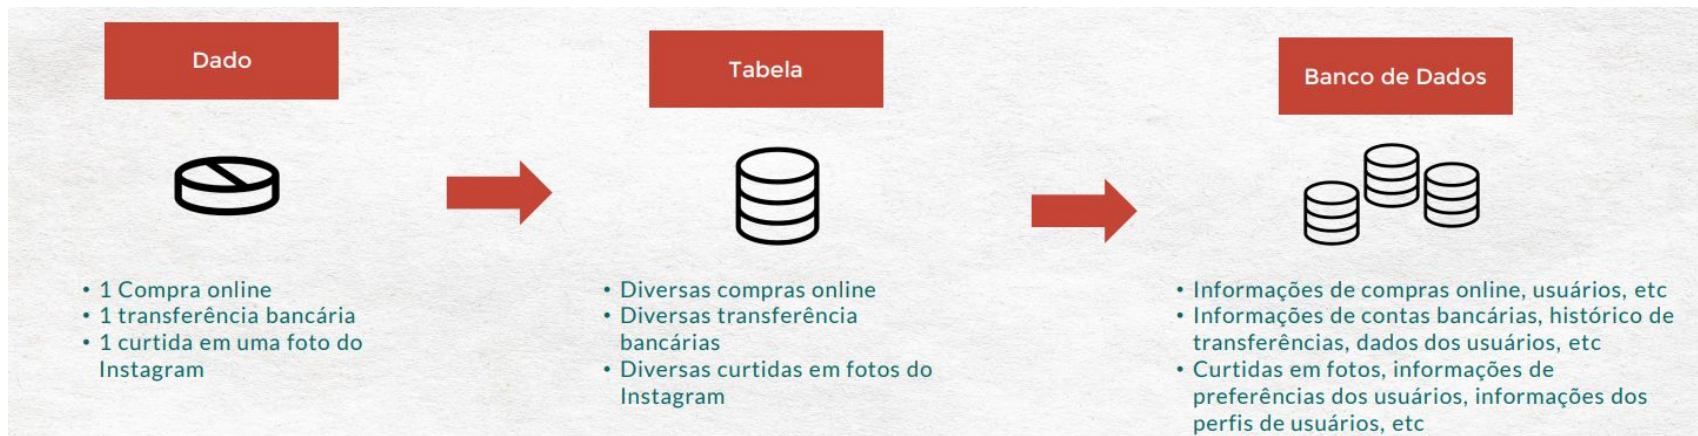 Dado
Tabela
Banco de Dados
• 1 Compra online
• 1 transferência bancária
• 1 curtida em uma foto do
Instagram
• Diversas compras online
• Diversas transferência
bancárias
• Diversas curtidas em fotos do
Instagram
• Informações de compras online, usuários, etc
• Informações de contas bancárias, histórico de
transferências, dados dos usuários, etc
• Curtidas em fotos, informações de
preferências dos usuários, informações dos
perfis de usuários, etc